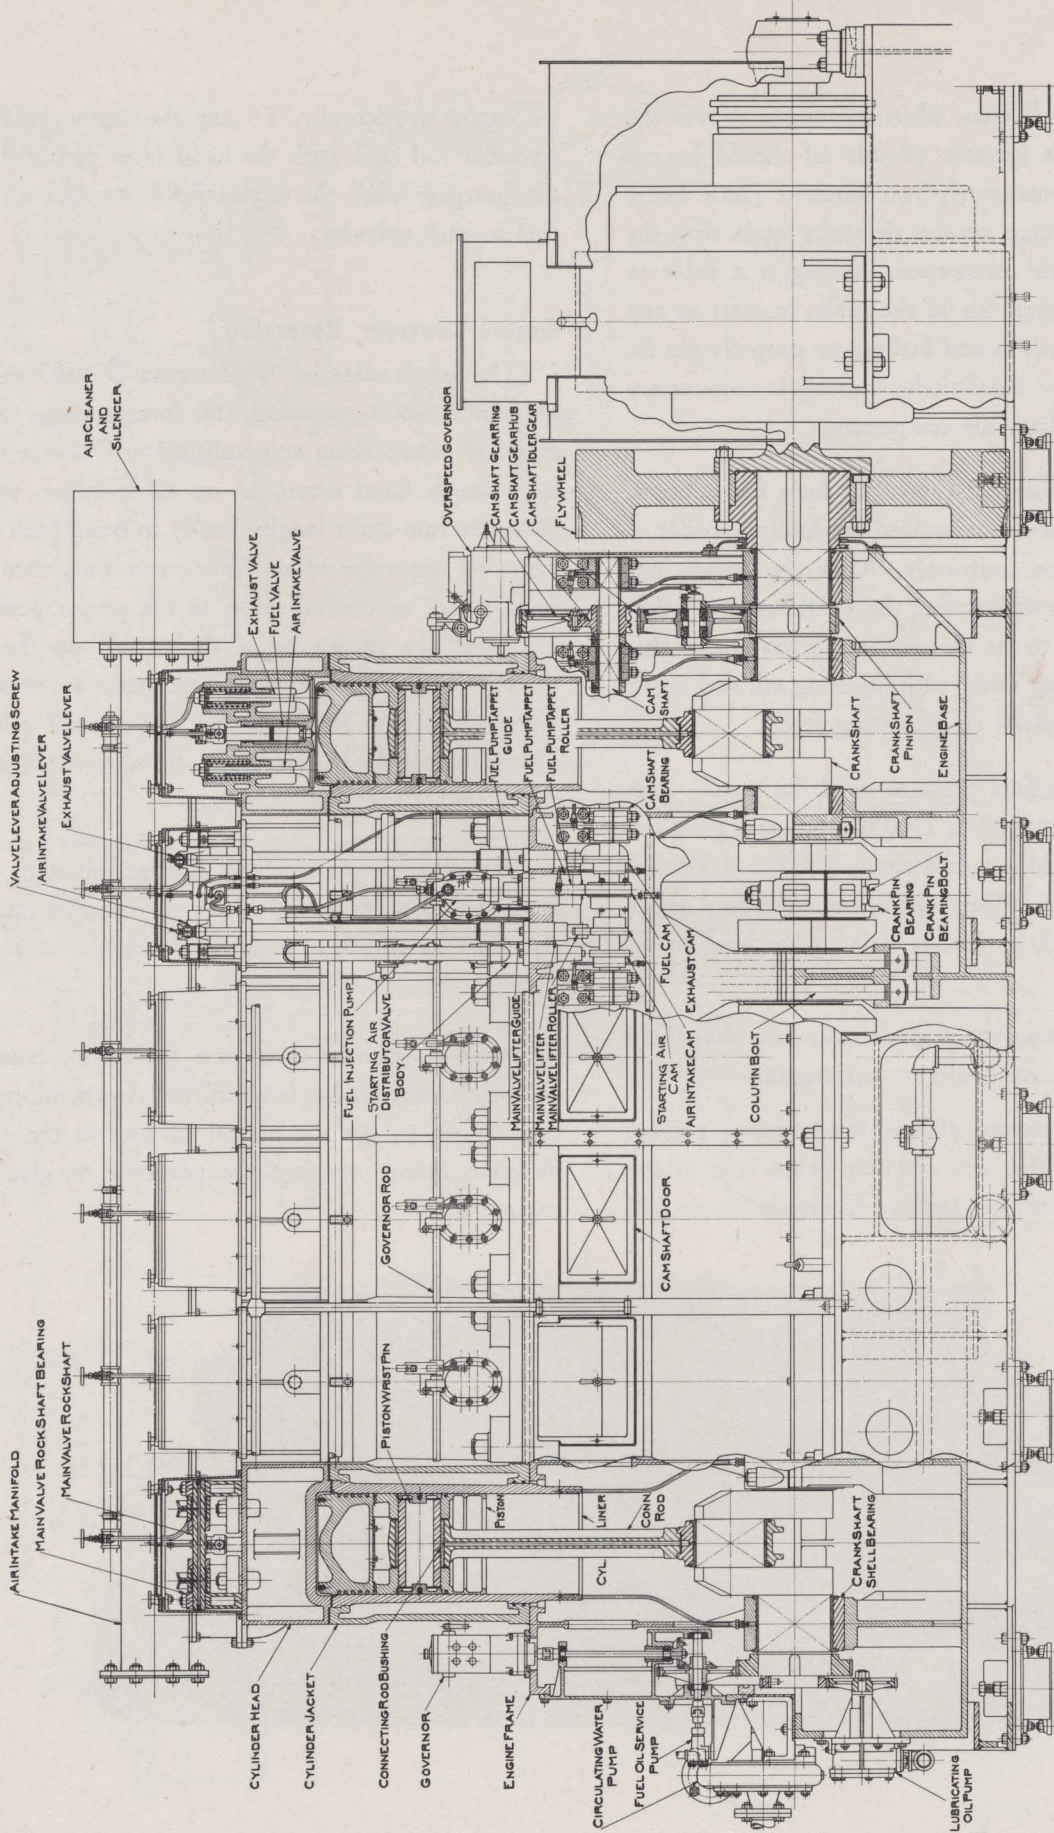 AIR INTAKE MANIFOLD
MAIN VALVE ROCK SHAFT BEARING
MAIN VALVE ROCK SHAFT
VALVE LEVER ADJUSTING SCREW
AIR INTAKE VALVE LEVER
EXHAUST VALVE LEVER
AIR CLEANER
AND
SILENCER
EXHAUST VALVE
FUEL VALVE
AIR INTAKE VALVE
OVERSPEED GOVERNOR
CAM SHAFT GEAR RING
CAM SHAFT GEAR HUB
CAM SHAFT IDLER GEAR
FLYWHEEL
CYLINDER HEAD
CYLINDER JACKET
CONNECTING ROD BUSHING
GOVERNOR
ENGINE FRAME
CIRCULATING WATER
PUMP
FUEL OIL SERVICE
PUMP
LUBRICATING
OIL PUMP
PISTON WRIST PIN
PISTON
CYL. LINER
CONN
ROD
CRANK SHAFT
SHELL BEARING
GOVERNOR ROD
CAM SHAFT DOOR
FUEL INJECTION PUMP
STARTING AIR
DISTRIBUTOR VALVE
BODY
MAIN VALVE LIFTER GUIDE
MAIN VALVE LIFTER
MAIN VALVE LIFTER ROLLER
STARTING AIR
CAM
AIR INTAKE CAM
EXHAUST CAM
FUEL CAM
COLUMN BOLT
FUEL PUMP TAPPET
GUIDE
FUEL PUMP TAPPET
FUEL PUMP TAPPET
ROLLER
CAM SHAFT
BEARING
CAM
SHAFT
CRANK SHAFT
CRANK SHAFT
PINION
ENGINE BASE
CRANK PIN
BEARING
CRANK PIN
BEARING BOLT